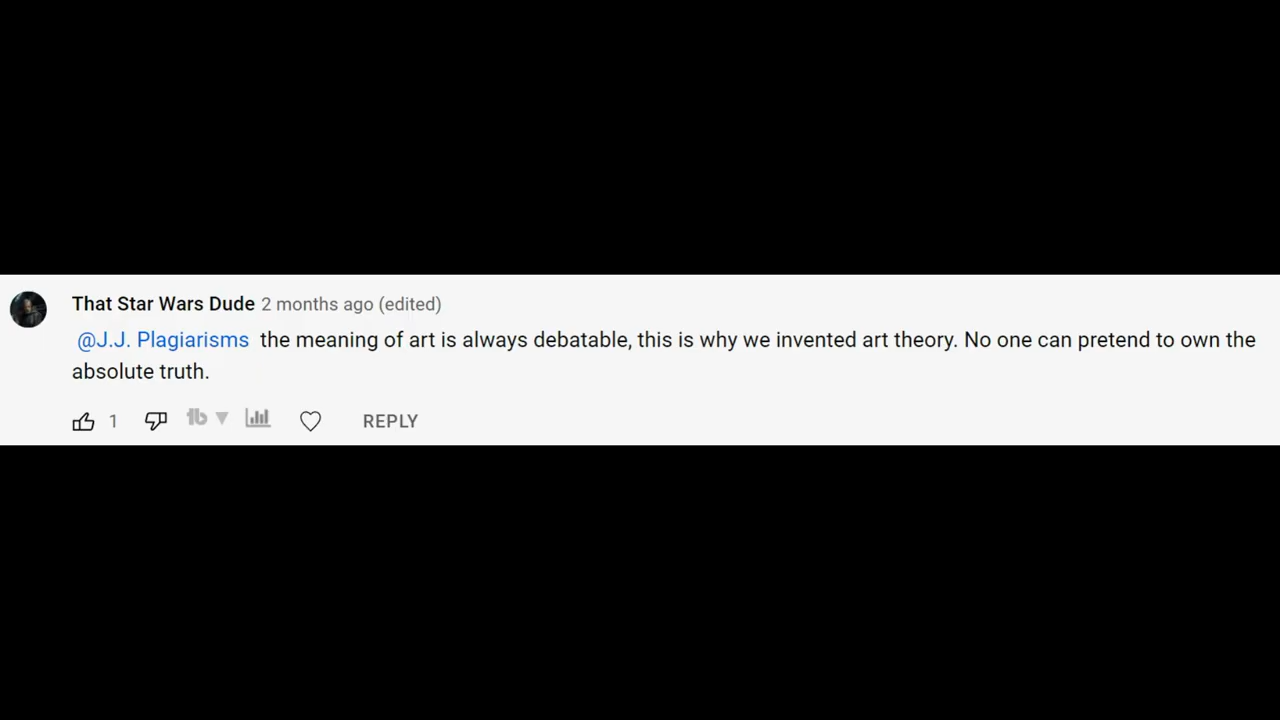 That Star Wars Dude 2 months ago (edited)
@J.J. Plagiarisms the meaning of art is always debatable, this is why we invented art theory. No one can pretend to own the
absolute truth.
1 tb REPLY